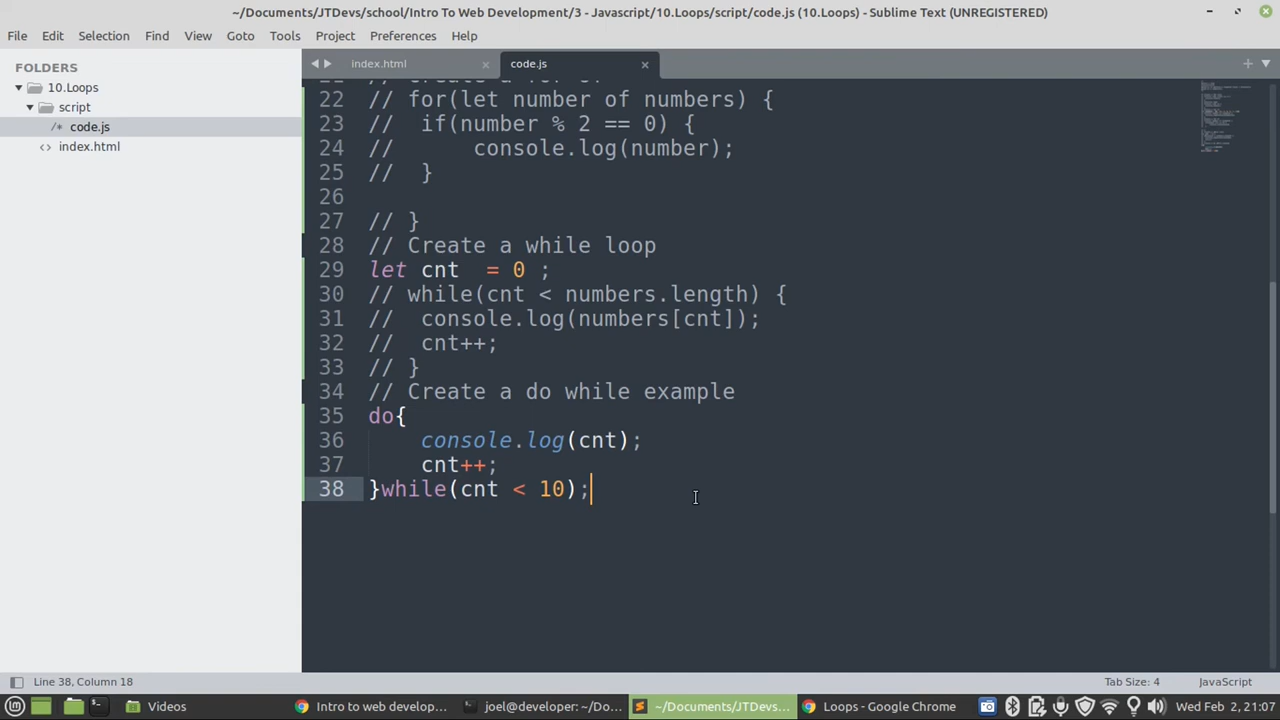 ~/Documents/JTDevs/school/Intro To Web Development/3 - Javascript/10.Loops/script/code.js (10.Loops) - Sublime Text (UNREGISTERED)
File Edit Selection Find View Goto Tools Project Preferences Help
FOLDERS
10.Loops
script
/* code.js
<> index.html
index.html × code.js ×
22 // for(let number of numbers) {
23 //  if(number % 2 == 0) {
24 //      console.log(number);
25 //  }
26
27 // }
28 // Create a while loop
29 let cnt  = 0 ;
30 // while(cnt < numbers.length) {
31 //  console.log(numbers[cnt]);
32 //  cnt++;
33 // }
34 // Create a do while example
35 do{
36     console.log(cnt);
37     cnt++;
38 }while(cnt < 10);
Line 38, Column 18 Tab Size: 4 JavaScript
Videos Intro to web develop... joel@developer: ~/Do... ~/Documents/JTDevs... Loops - Google Chrome Wed Feb 2, 21:07